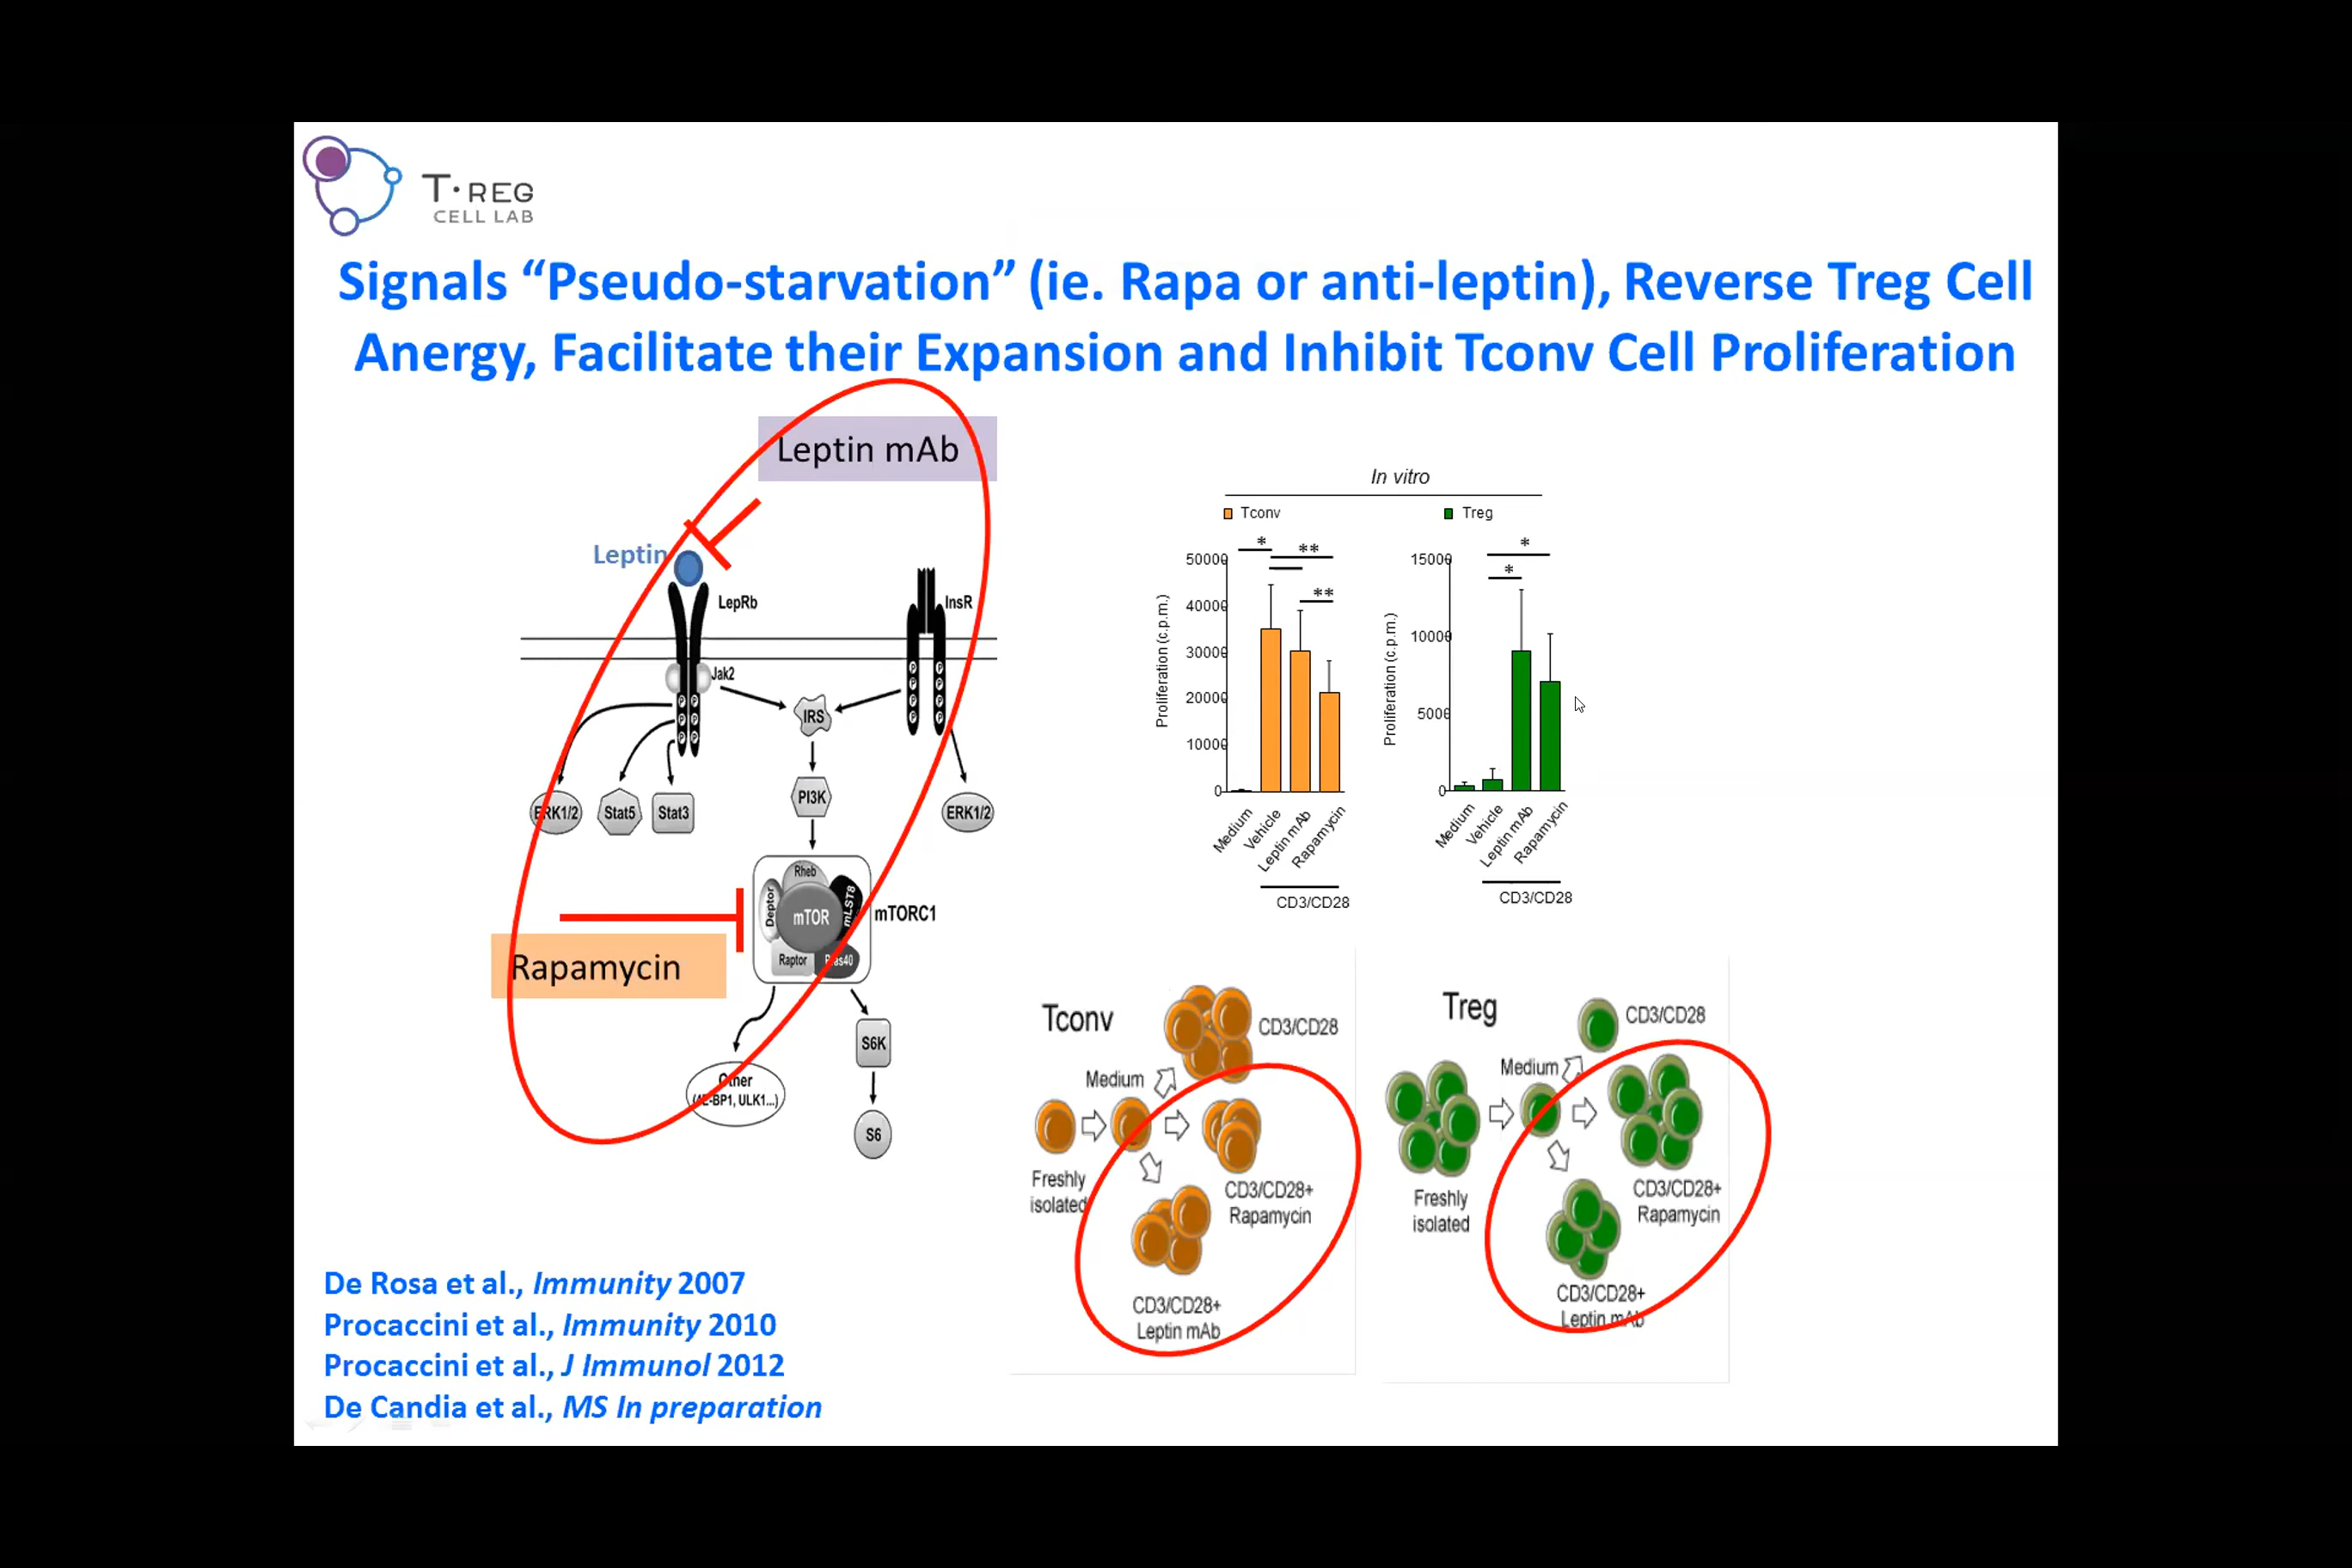 T·REG
CELL LAB
Signals “Pseudo-starvation” (ie. Rapa or anti-leptin), Reverse Treg Cell
Anergy, Facilitate their Expansion and Inhibit Tconv Cell Proliferation
Leptin mAb
Leptin
LepRb
InsR
Jak2
P
P
P
P
P
P
P
P
P
P
P
P
P
P
IRS
PI3K
ERK1/2
Stat5
Stat3
ERK1/2
Rheb
Deptor
mTOR
mLST8
Raptor
Pras40
mTORC1
Rapamycin
S6K
Other
(4E-BP1, ULK1...)
S6
In vitro
Tconv
Treg
Proliferation (c.p.m.)
50000
40000
30000
20000
10000
0
*
**
**
Medium
Vehicle
Leptin mAb
Rapamycin
CD3/CD28
Proliferation (c.p.m.)
15000
10000
5000
0
*
*
Medium
Vehicle
Leptin mAb
Rapamycin
CD3/CD28
Tconv
CD3/CD28
Medium
Freshly
isolated
CD3/CD28+
Rapamycin
CD3/CD28+
Leptin mAb
Treg
CD3/CD28
Medium
Freshly
isolated
CD3/CD28+
Rapamycin
CD3/CD28+
Leptin mAb
De Rosa et al., Immunity 2007
Procaccini et al., Immunity 2010
Procaccini et al., J Immunol 2012
De Candia et al., MS In preparation